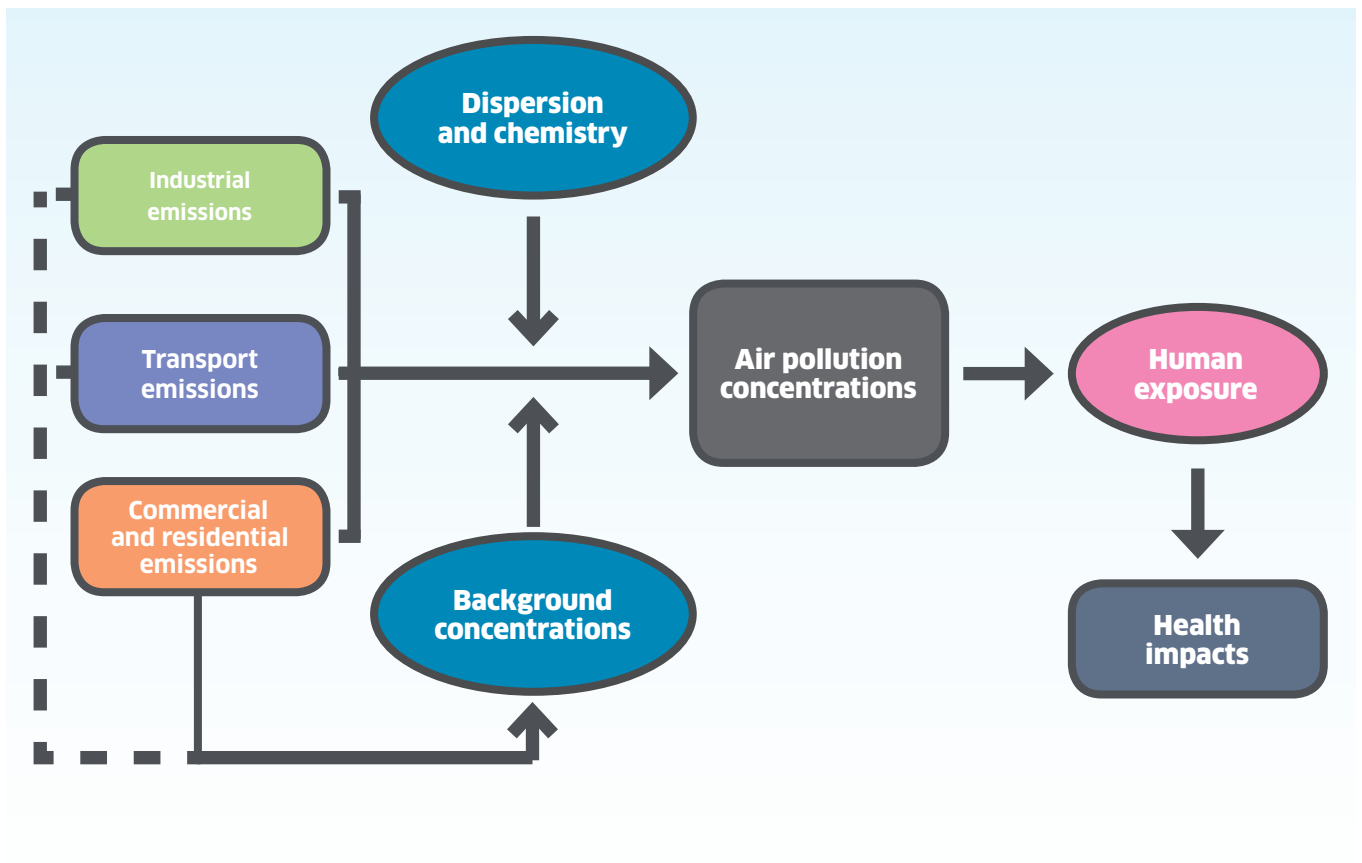 Dispersion
and chemistry
Industrial
emissions
Transport
emissions
Air pollution
concentrations
Human
exposure
Commercial
and residential
emissions
Background
concentrations
Health
impacts